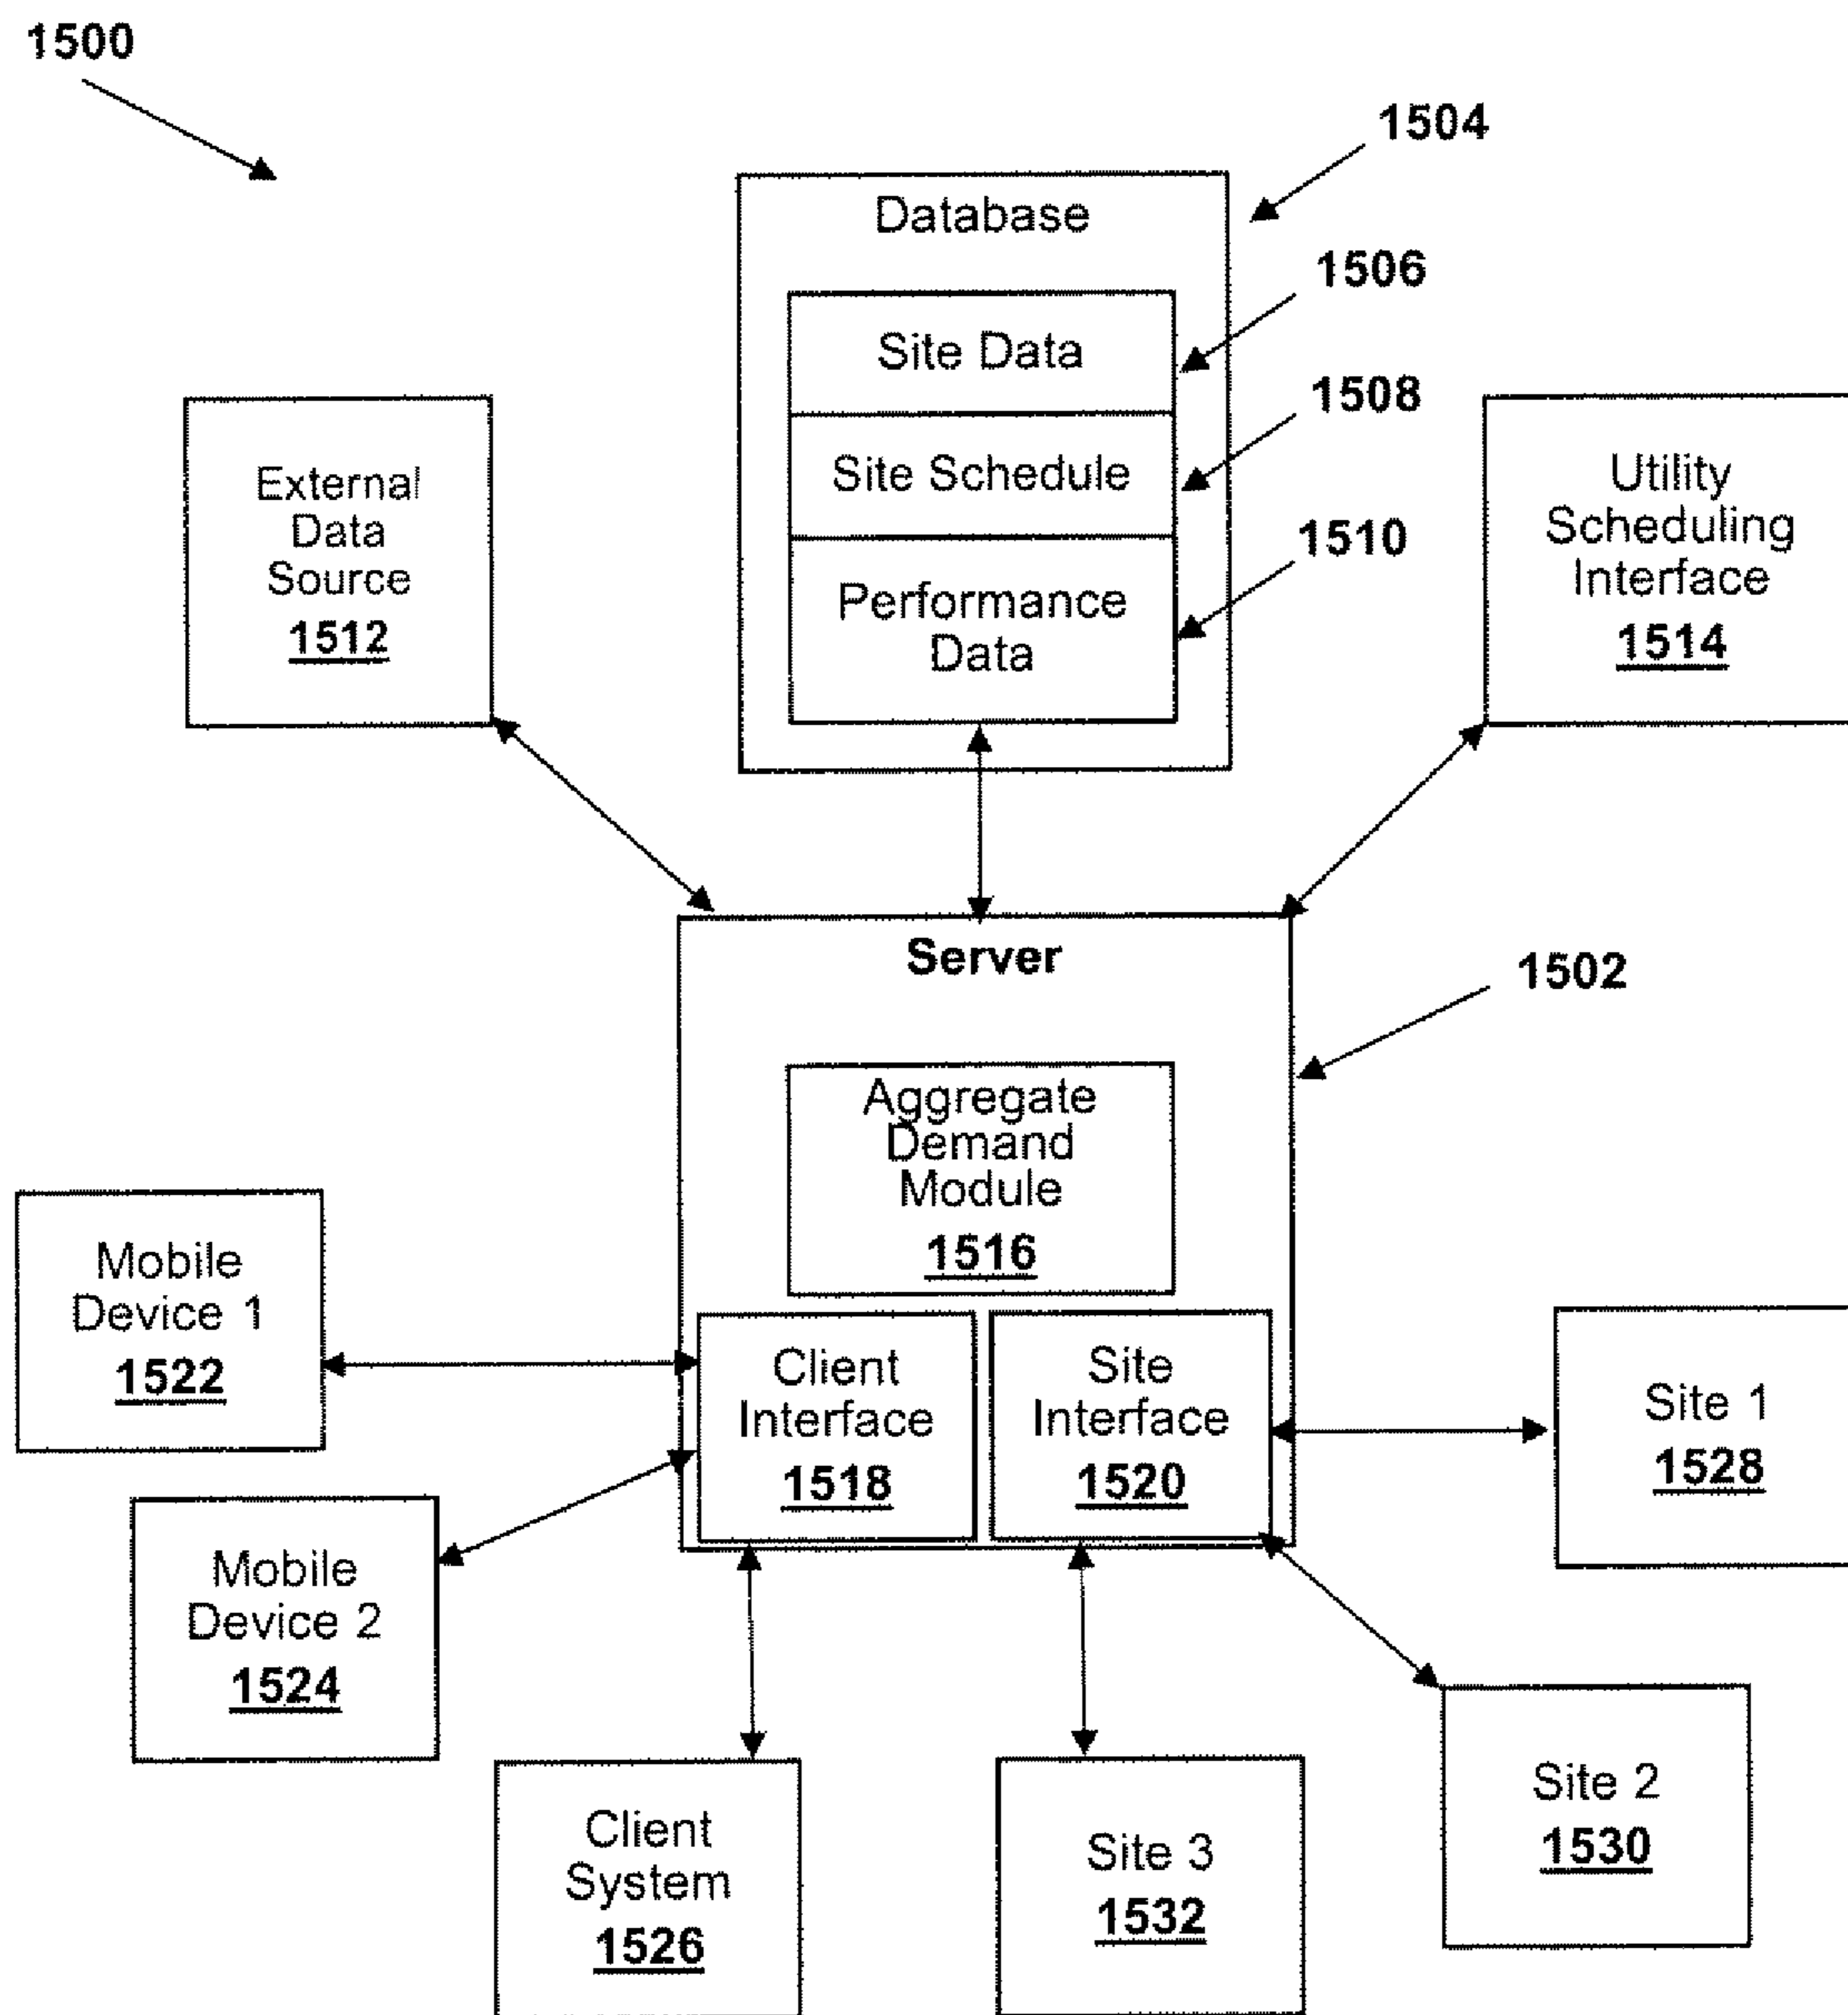 1500
1504
Database
1506
Site Data
1508
Site Schedule
1510
Performance
Data
External
Data
Source
1512
Utility
Scheduling
Interface
1514
Server
1502
Aggregate
Demand
Module
1516
Mobile
Device 1
1522
Client
Interface
1518
Site
Interface
1520
Site 1
1528
Mobile
Device 2
1524
Client
System
1526
Site 3
1532
Site 2
1530